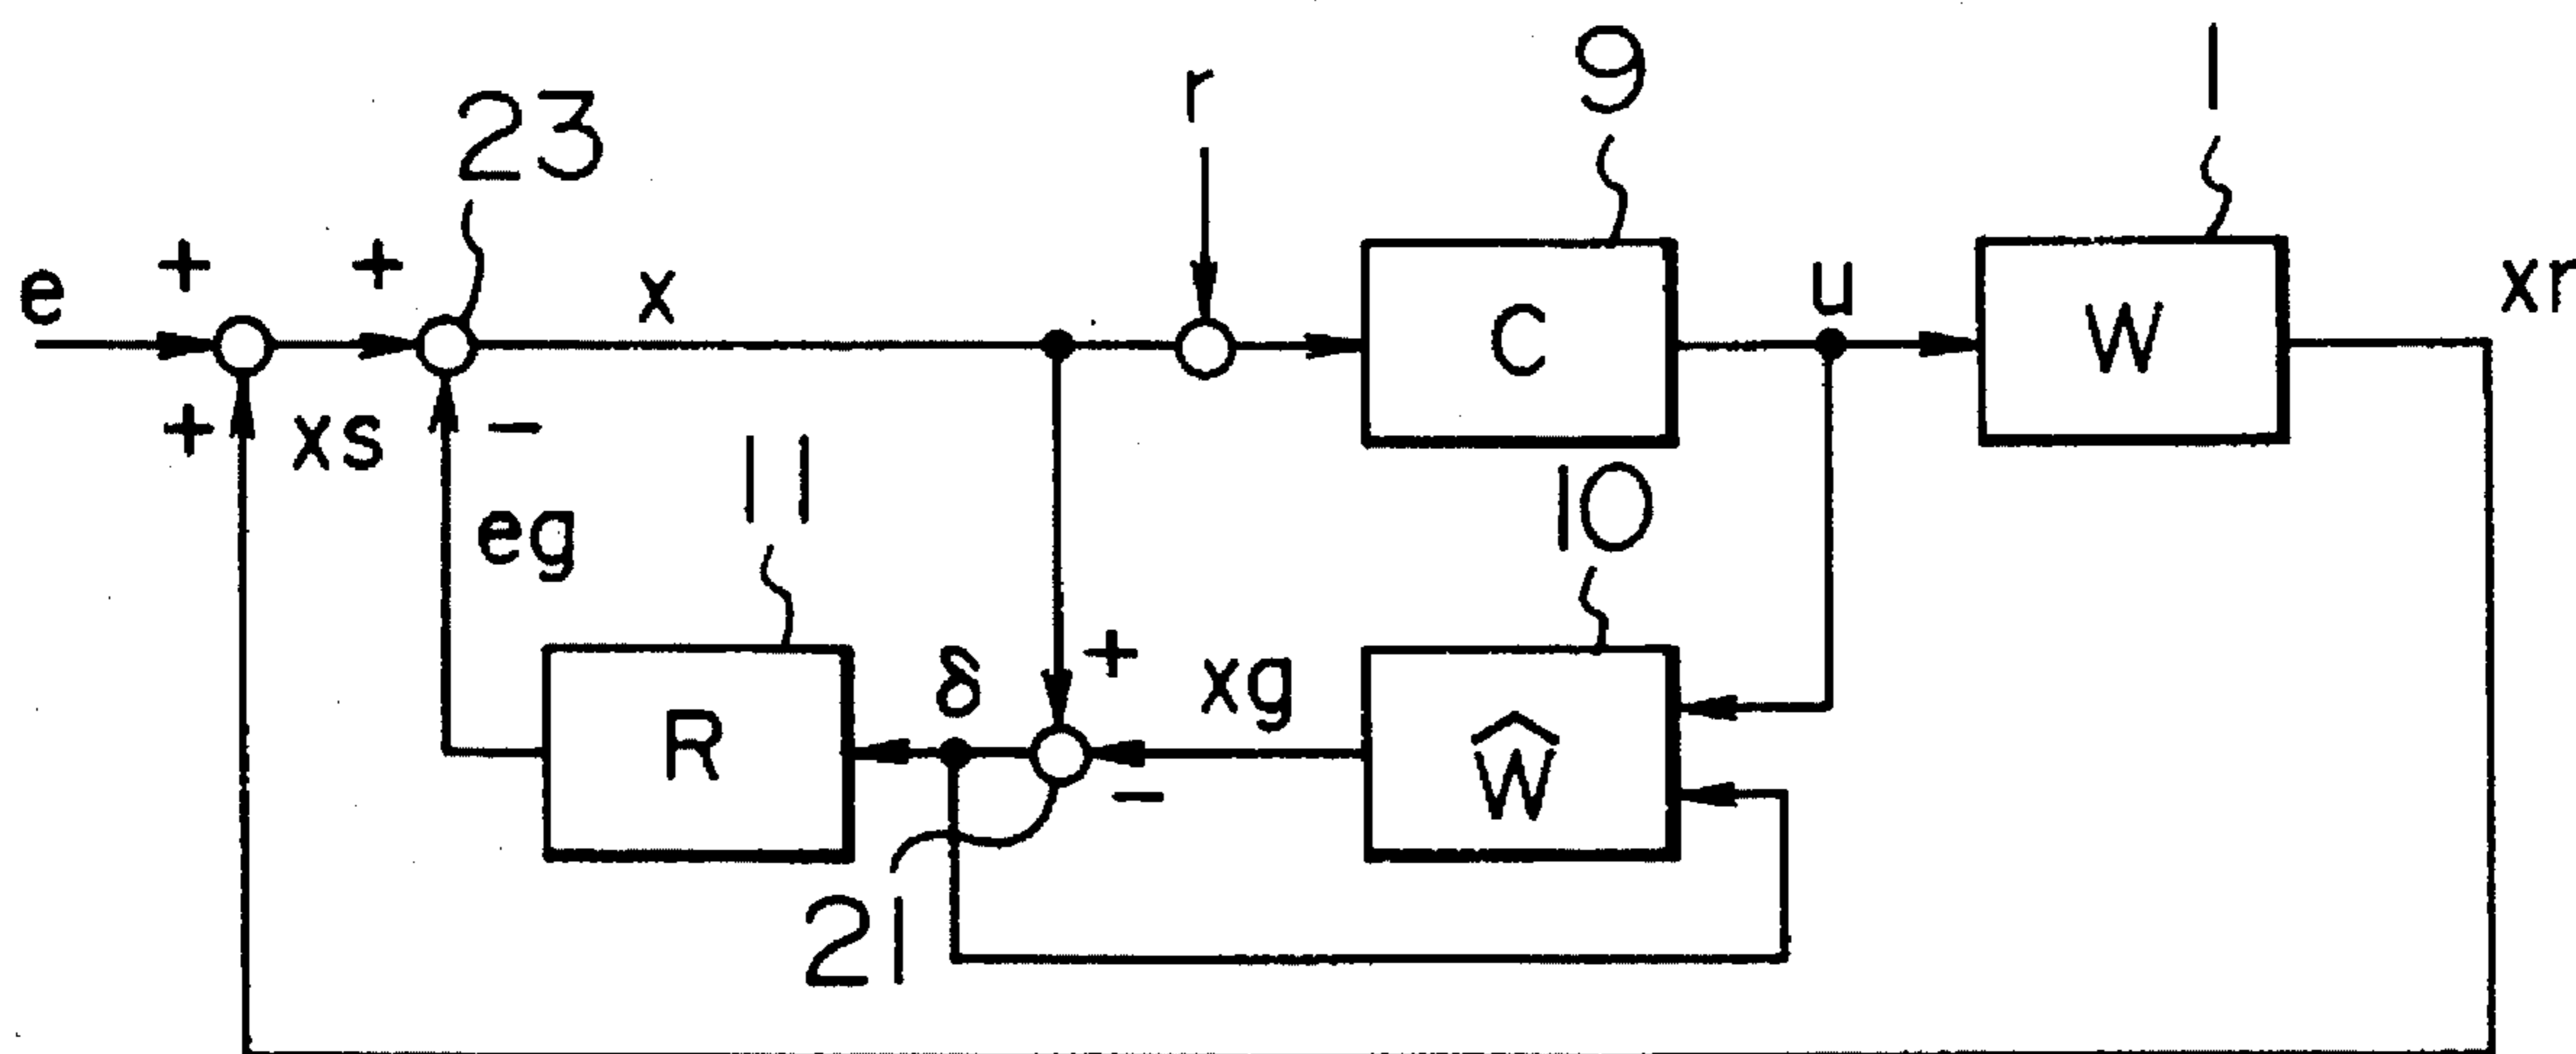 9
1
r
23
+
+
e
x
u
xr
C
W
+
xs
-
eg
11
10
+
δ
xg
R
Ŵ
-
21